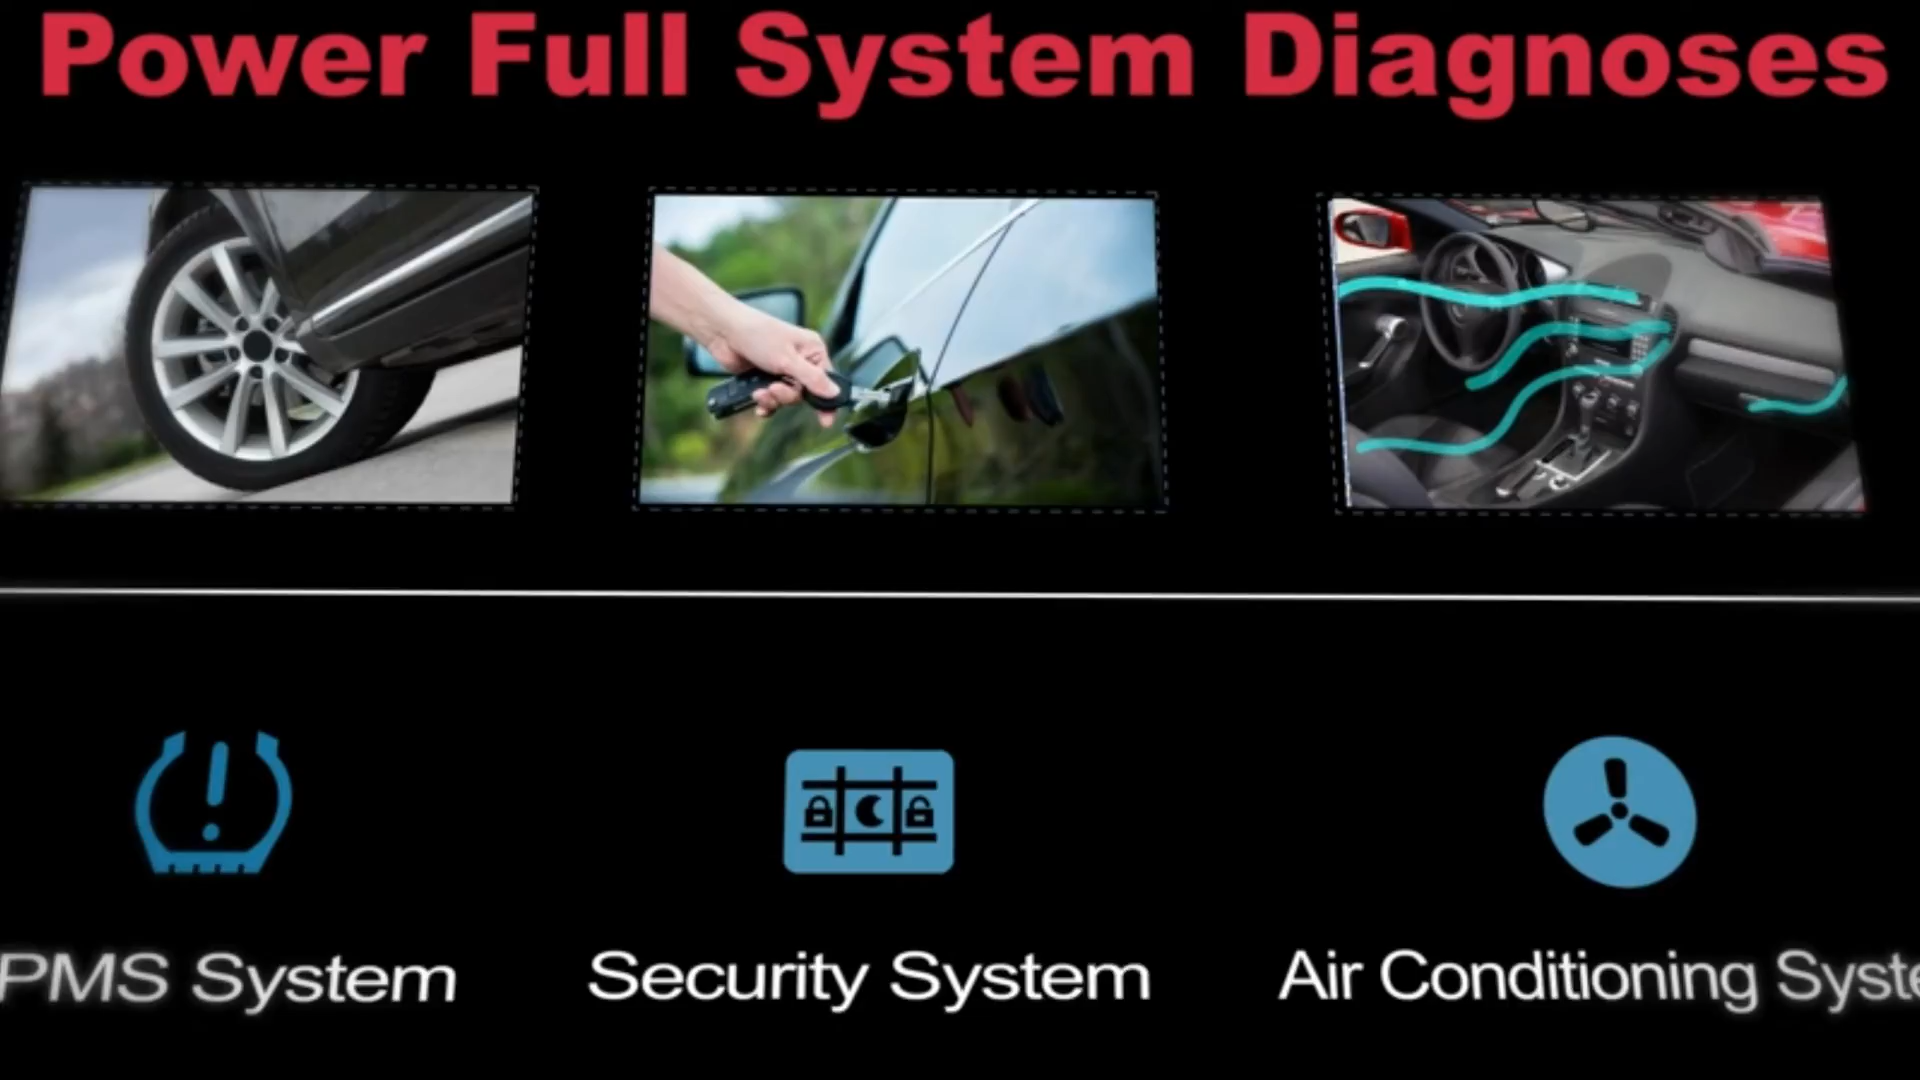 Power Full System Diagnoses
PMS System
Security System
Air Conditioning Syste